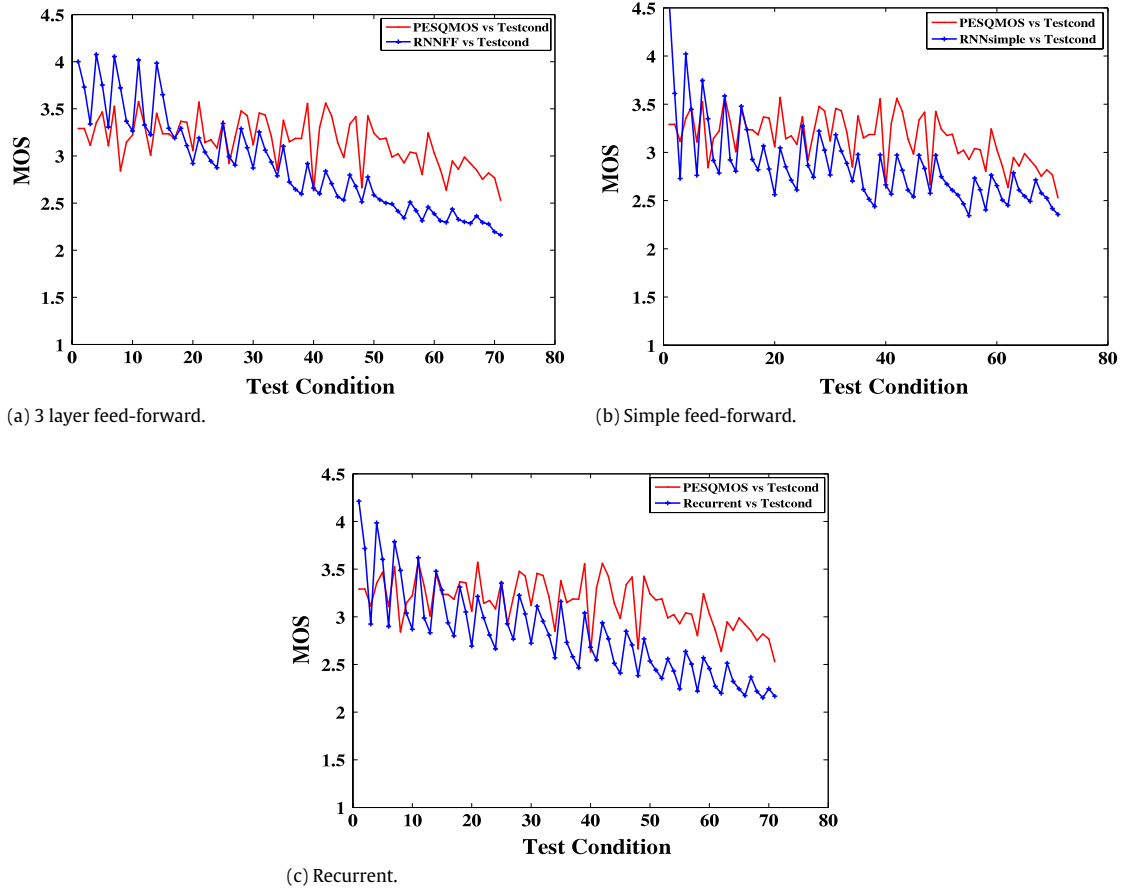 4.5
4
3.5
3
2.5
2
1.5
1
MOS
PESQMOS vs Testcond
RNNFF vs Testcond
0 10 20 30 40 50 60 70 80
Test Condition
(a) 3 layer feed-forward.
4.5
4
3.5
3
2.5
2
1.5
1
MOS
PESQMOS vs Testcond
RNNsimple vs Testcond
0 20 40 60 80
Test Condition
(b) Simple feed-forward.
4.5
4
3.5
3
2.5
2
1.5
1
MOS
PESQMOS vs Testcond
Recurrent vs Testcond
0 10 20 30 40 50 60 70 80
Test Condition
(c) Recurrent.